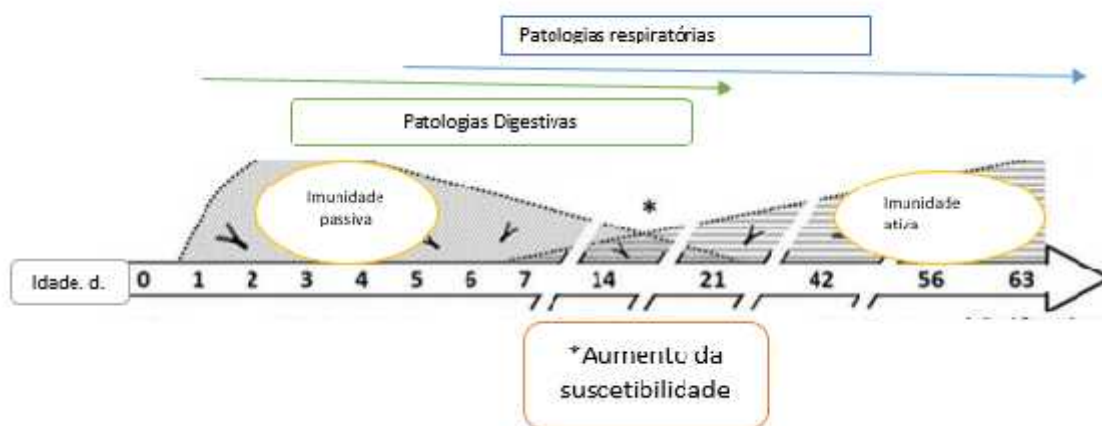 Patologias respiratórias
Patologias Digestivas
Imunidade
passiva
*
Imunidade
ativa
Idade. d.
0 1 2 3 4 5 6 7 14 21 42 56 63
*Aumento da
suscetibilidade